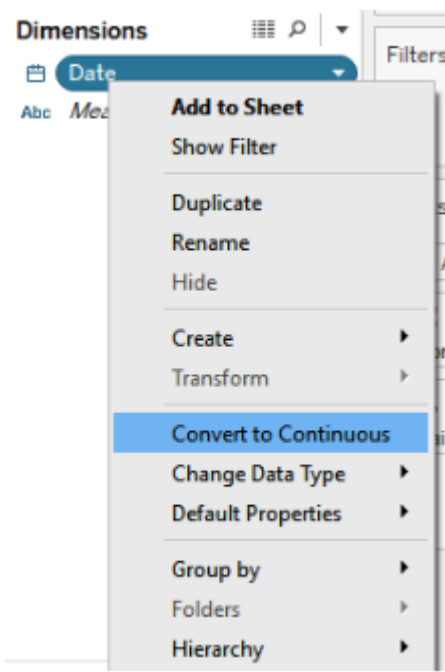 Dimensions
Filters
Date
Abc
Add to Sheet
Show Filter
Duplicate
Rename
Hide
Create
Transform
Convert to Continuous
Change Data Type
Default Properties
Group by
Folders
Hierarchy